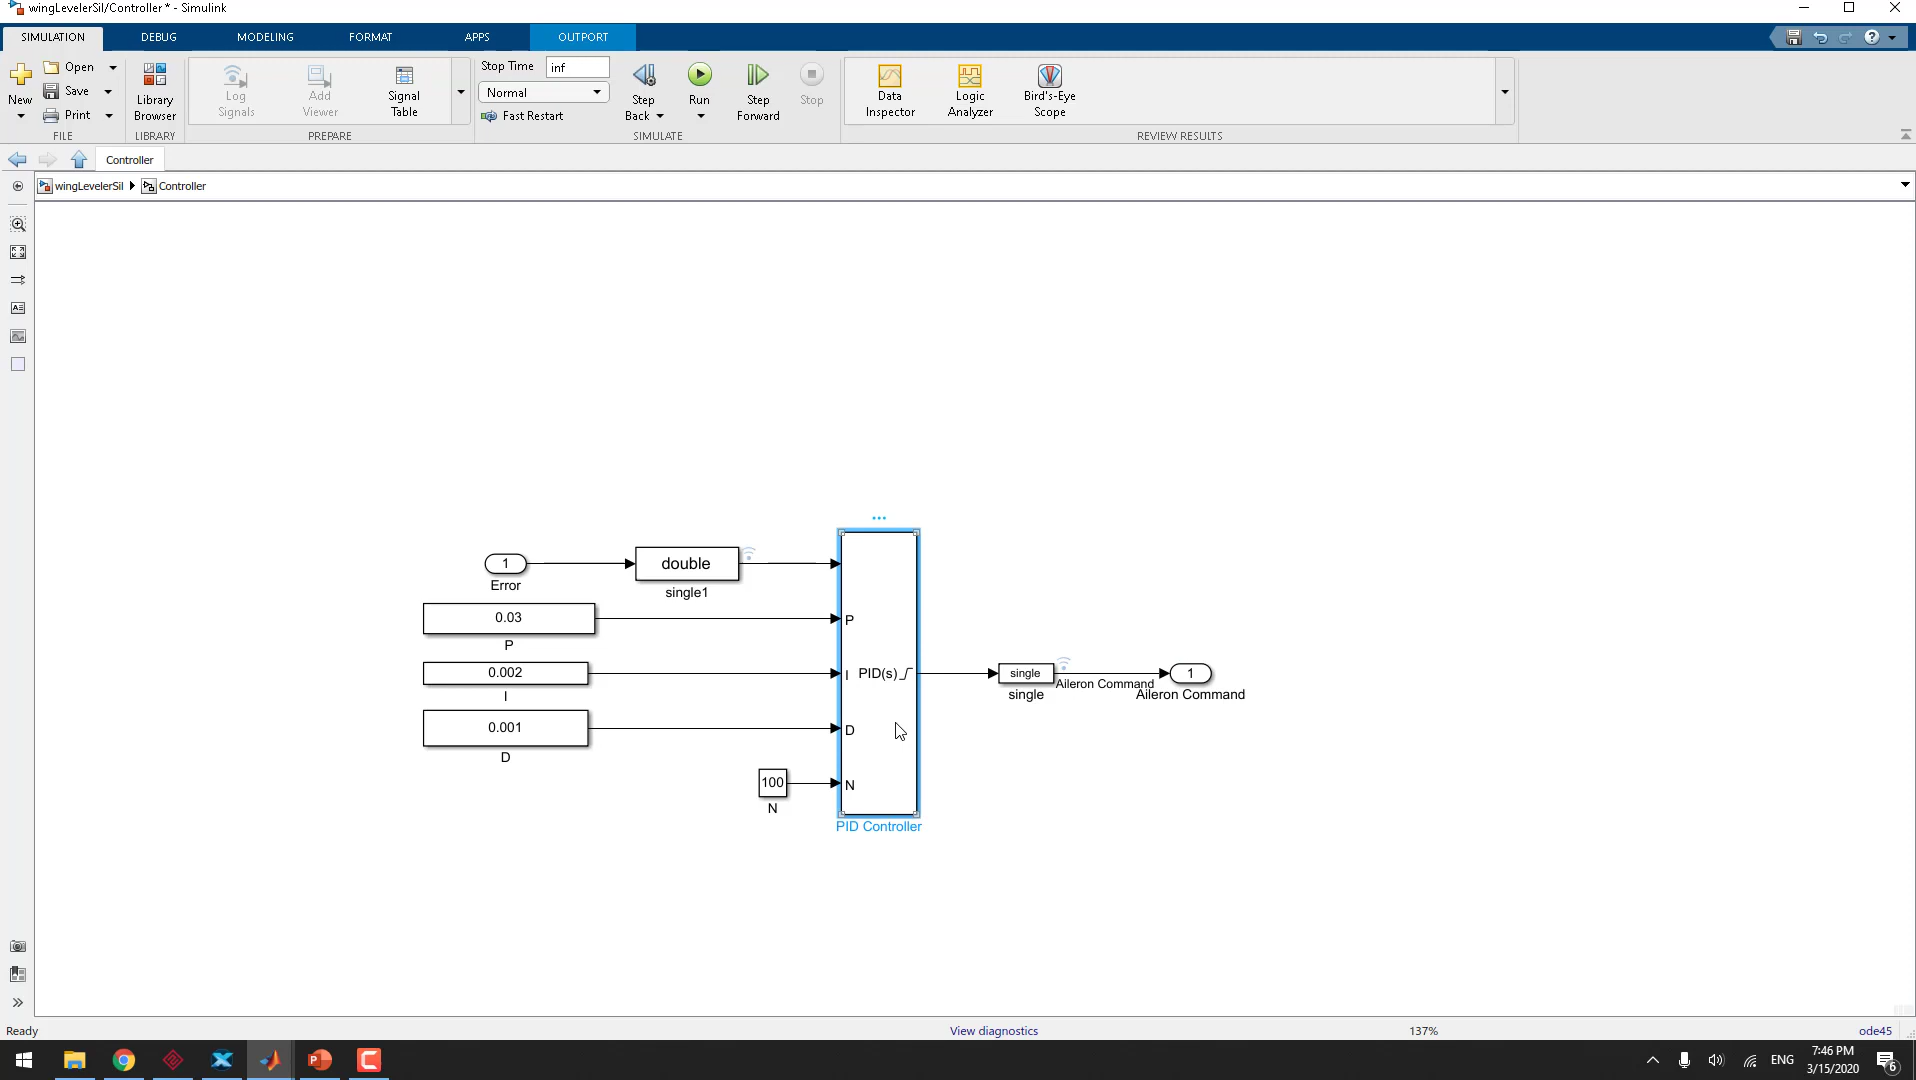 wingLevelerSil/Controller * - Simulink
SIMULATION
DEBUG
MODELING
FORMAT
APPS
OUTPORT
New
Open
Save
Print
FILE
Library
Browser
LIBRARY
Log
Signals
Add
Viewer
Signal
Table
PREPARE
Stop Time
inf
Normal
Fast Restart
Step
Back
Run
Step
Forward
Stop
SIMULATE
Data
Inspector
Logic
Analyzer
Bird's-Eye
Scope
REVIEW RESULTS
Controller
wingLevelerSil
Controller
1
Error
double
single1
0.03
P
0.002
I
0.001
D
100
N
P
I
PID(s)
D
N
PID Controller
single
single
Aileron Command
1
Aileron Command
Ready
View diagnostics
137%
ode45
ENG
7:46 PM
3/15/2020
6